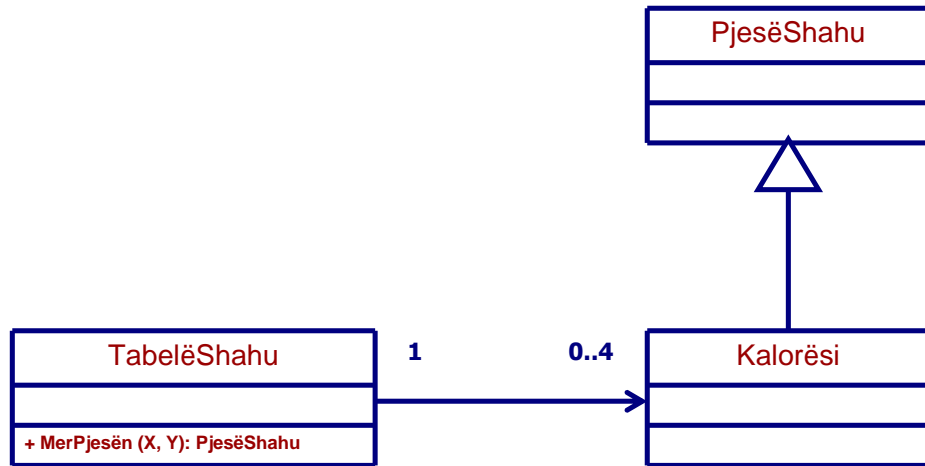 PjesëShahu
TabelëShahu
1
0..4
Kalorësi
+ MerPjesën (X, Y): PjesëShahu